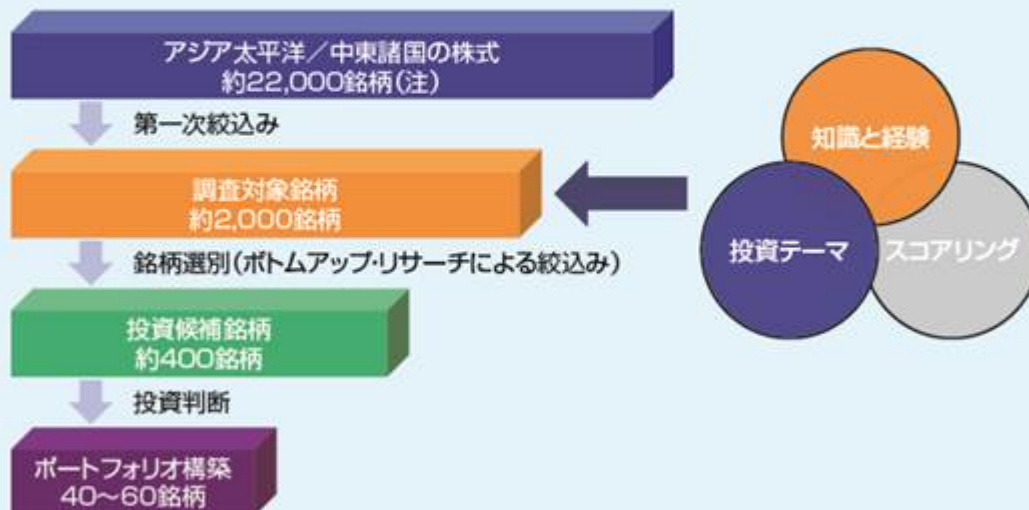 アジア太平洋／中東諸国の株式
約22,000銘柄(注)
第一次絞込み
調査対象銘柄
約2,000銘柄
銘柄選別(ボトムアップ・リサーチによる絞込み)
投資候補銘柄
約400銘柄
投資判断
ポートフォリオ構築
40～60銘柄
知識と経験
投資テーマ
スコアリング